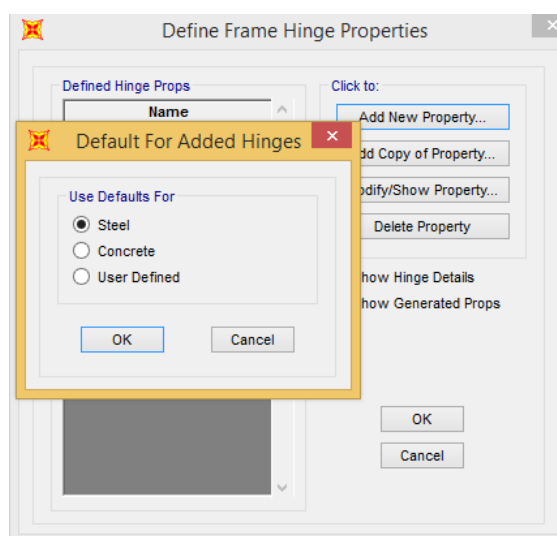 Define Frame Hinge Properties
Defined Hinge Props
Name
Click to:
Add New Property...
dd Copy of Property...
odify/Show Property...
Delete Property
how Hinge Details
how Generated Props
OK
Cancel
Default For Added Hinges
Use Defaults For
Steel
Concrete
User Defined
OK
Cancel